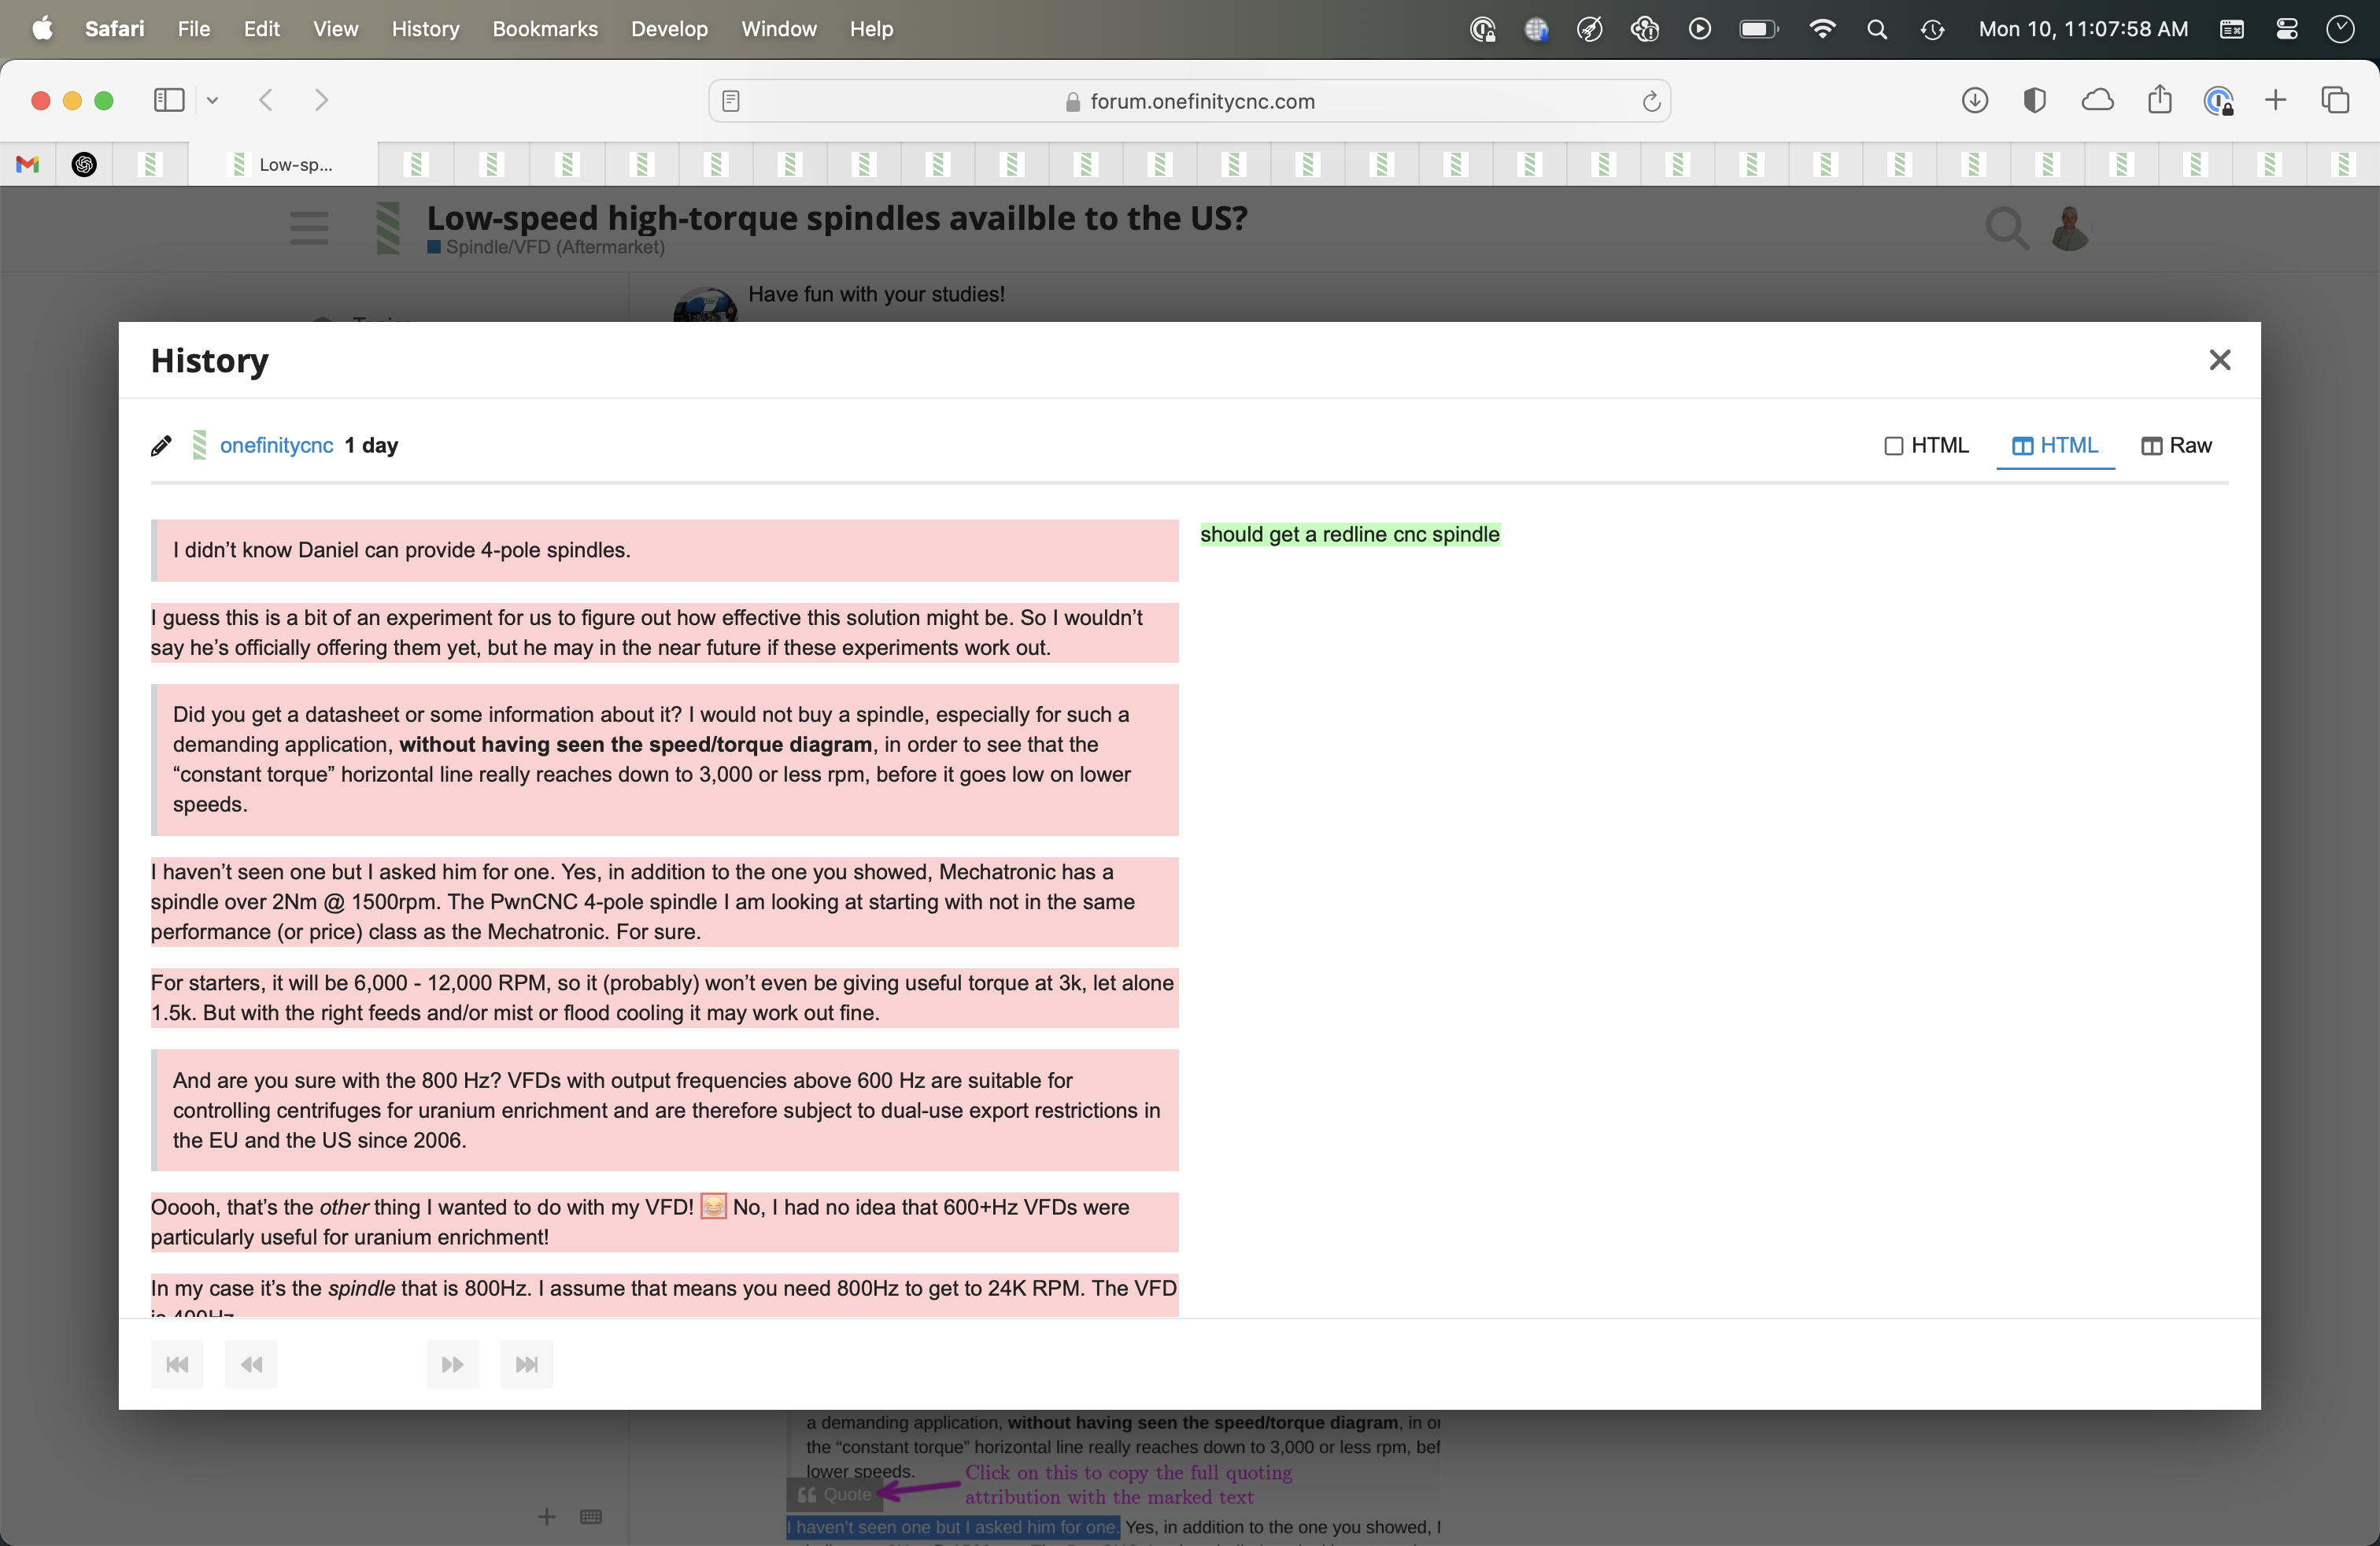 Safari File Edit View History Bookmarks Develop Window Help Mon 10, 11:07:58 AM
forum.onefinitycnc.com
Low-sp...
Low-speed high-torque spindles availble to the US?
Spindle/VFD (Aftermarket)
Have fun with your studies!
History
onefinitycnc 1 day HTML HTML Raw
I didn’t know Daniel can provide 4-pole spindles.
I guess this is a bit of an experiment for us to figure out how effective this solution might be. So I wouldn’t
say he’s officially offering them yet, but he may in the near future if these experiments work out.
Did you get a datasheet or some information about it? I would not buy a spindle, especially for such a
demanding application, without having seen the speed/torque diagram, in order to see that the
“constant torque” horizontal line really reaches down to 3,000 or less rpm, before it goes low on lower
speeds.
I haven’t seen one but I asked him for one. Yes, in addition to the one you showed, Mechatronic has a
spindle over 2Nm @ 1500rpm. The PwnCNC 4-pole spindle I am looking at starting with not in the same
performance (or price) class as the Mechatronic. For sure.
For starters, it will be 6,000 - 12,000 RPM, so it (probably) won’t even be giving useful torque at 3k, let alone
1.5k. But with the right feeds and/or mist or flood cooling it may work out fine.
And are you sure with the 800 Hz? VFDs with output frequencies above 600 Hz are suitable for
controlling centrifuges for uranium enrichment and are therefore subject to dual-use export restrictions in
the EU and the US since 2006.
Ooooh, that’s the other thing I wanted to do with my VFD! 😂 No, I had no idea that 600+Hz VFDs were
particularly useful for uranium enrichment!
In my case it’s the spindle that is 800Hz. I assume that means you need 800Hz to get to 24K RPM. The VFD
is 400Hz
should get a redline cnc spindle
a demanding application, without having seen the speed/torque diagram, in or
the “constant torque” horizontal line really reaches down to 3,000 or less rpm, bef
lower speeds.
Quote
Click on this to copy the full quoting
attribution with the marked text
I haven’t seen one but I asked him for one. Yes, in addition to the one you showed,